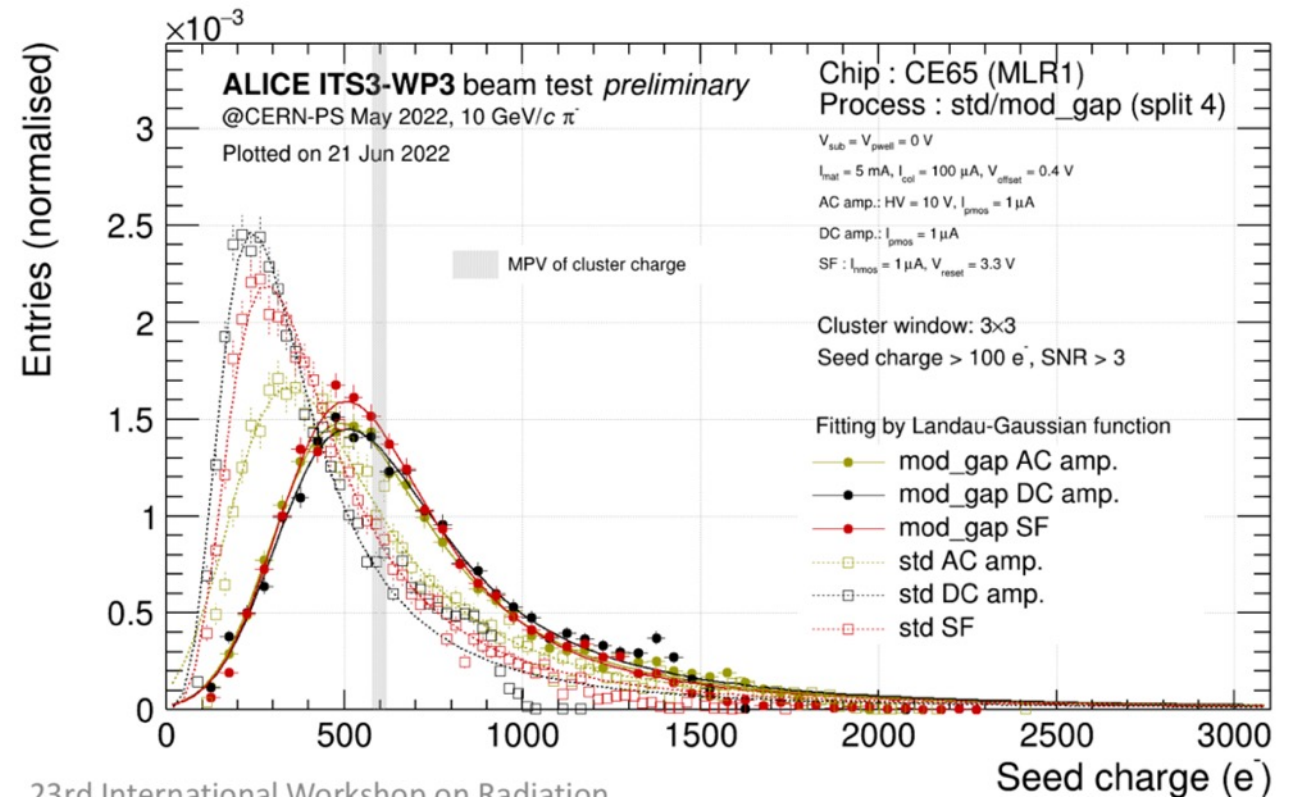 ×10⁻³
Entries (normalised)
3
2.5
2
1.5
1
0.5
0
ALICE ITS3-WP3 beam test preliminary
@CERN-PS May 2022, 10 GeV/c π⁻
Plotted on 21 Jun 2022
MPV of cluster charge
Chip : CE65 (MLR1)
Process : std/mod_gap (split 4)
V_sub = V_pwell = 0 V
I_mat = 5 mA, I_col = 100 μA, V_offset = 0.4 V
AC amp.: HV = 10 V, I_pmos = 1 μA
DC amp.: I_pmos = 1 μA
SF : I_nmos = 1 μA, V_reset = 3.3 V
Cluster window: 3×3
Seed charge > 100 e⁻, SNR > 3
Fitting by Landau-Gaussian function
mod_gap AC amp.
mod_gap DC amp.
mod_gap SF
std AC amp.
std DC amp.
std SF
0 500 1000 1500 2000 2500 3000
Seed charge (e⁻)
23rd International Workshop on Radiation